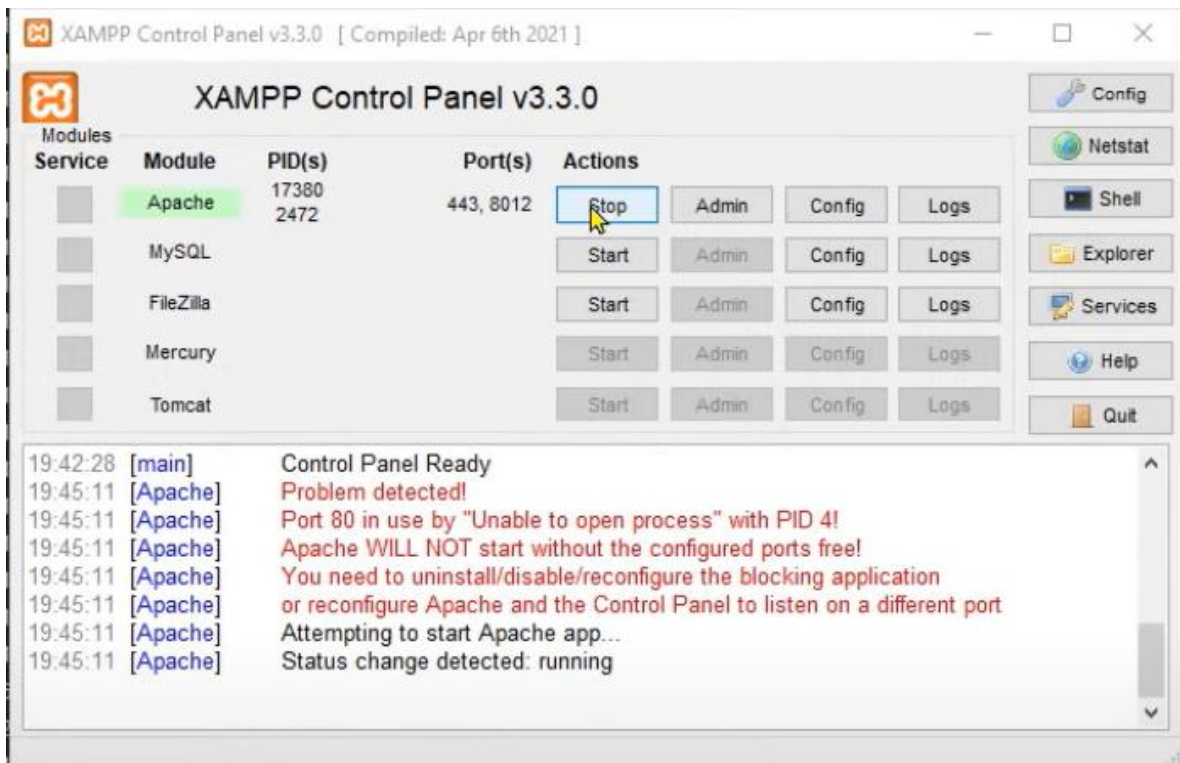 XAMPP Control Panel v3.3.0 [ Compiled: Apr 6th 2021 ]
XAMPP Control Panel v3.3.0
Config
Modules
Service Module PID(s) Port(s) Actions
Netstat
Apache 17380 2472 443, 8012 Stop Admin Config Logs
Shell
MySQL Start Admin Config Logs
Explorer
FileZilla Start Admin Config Logs
Services
Mercury Start Admin Config Logs
Help
Tomcat Start Admin Config Logs
Quit
19:42:28 [main] Control Panel Ready
19:45:11 [Apache] Problem detected!
19:45:11 [Apache] Port 80 in use by "Unable to open process" with PID 4!
19:45:11 [Apache] Apache WILL NOT start without the configured ports free!
19:45:11 [Apache] You need to uninstall/disable/reconfigure the blocking application
19:45:11 [Apache] or reconfigure Apache and the Control Panel to listen on a different port
19:45:11 [Apache] Attempting to start Apache app...
19:45:11 [Apache] Status change detected: running